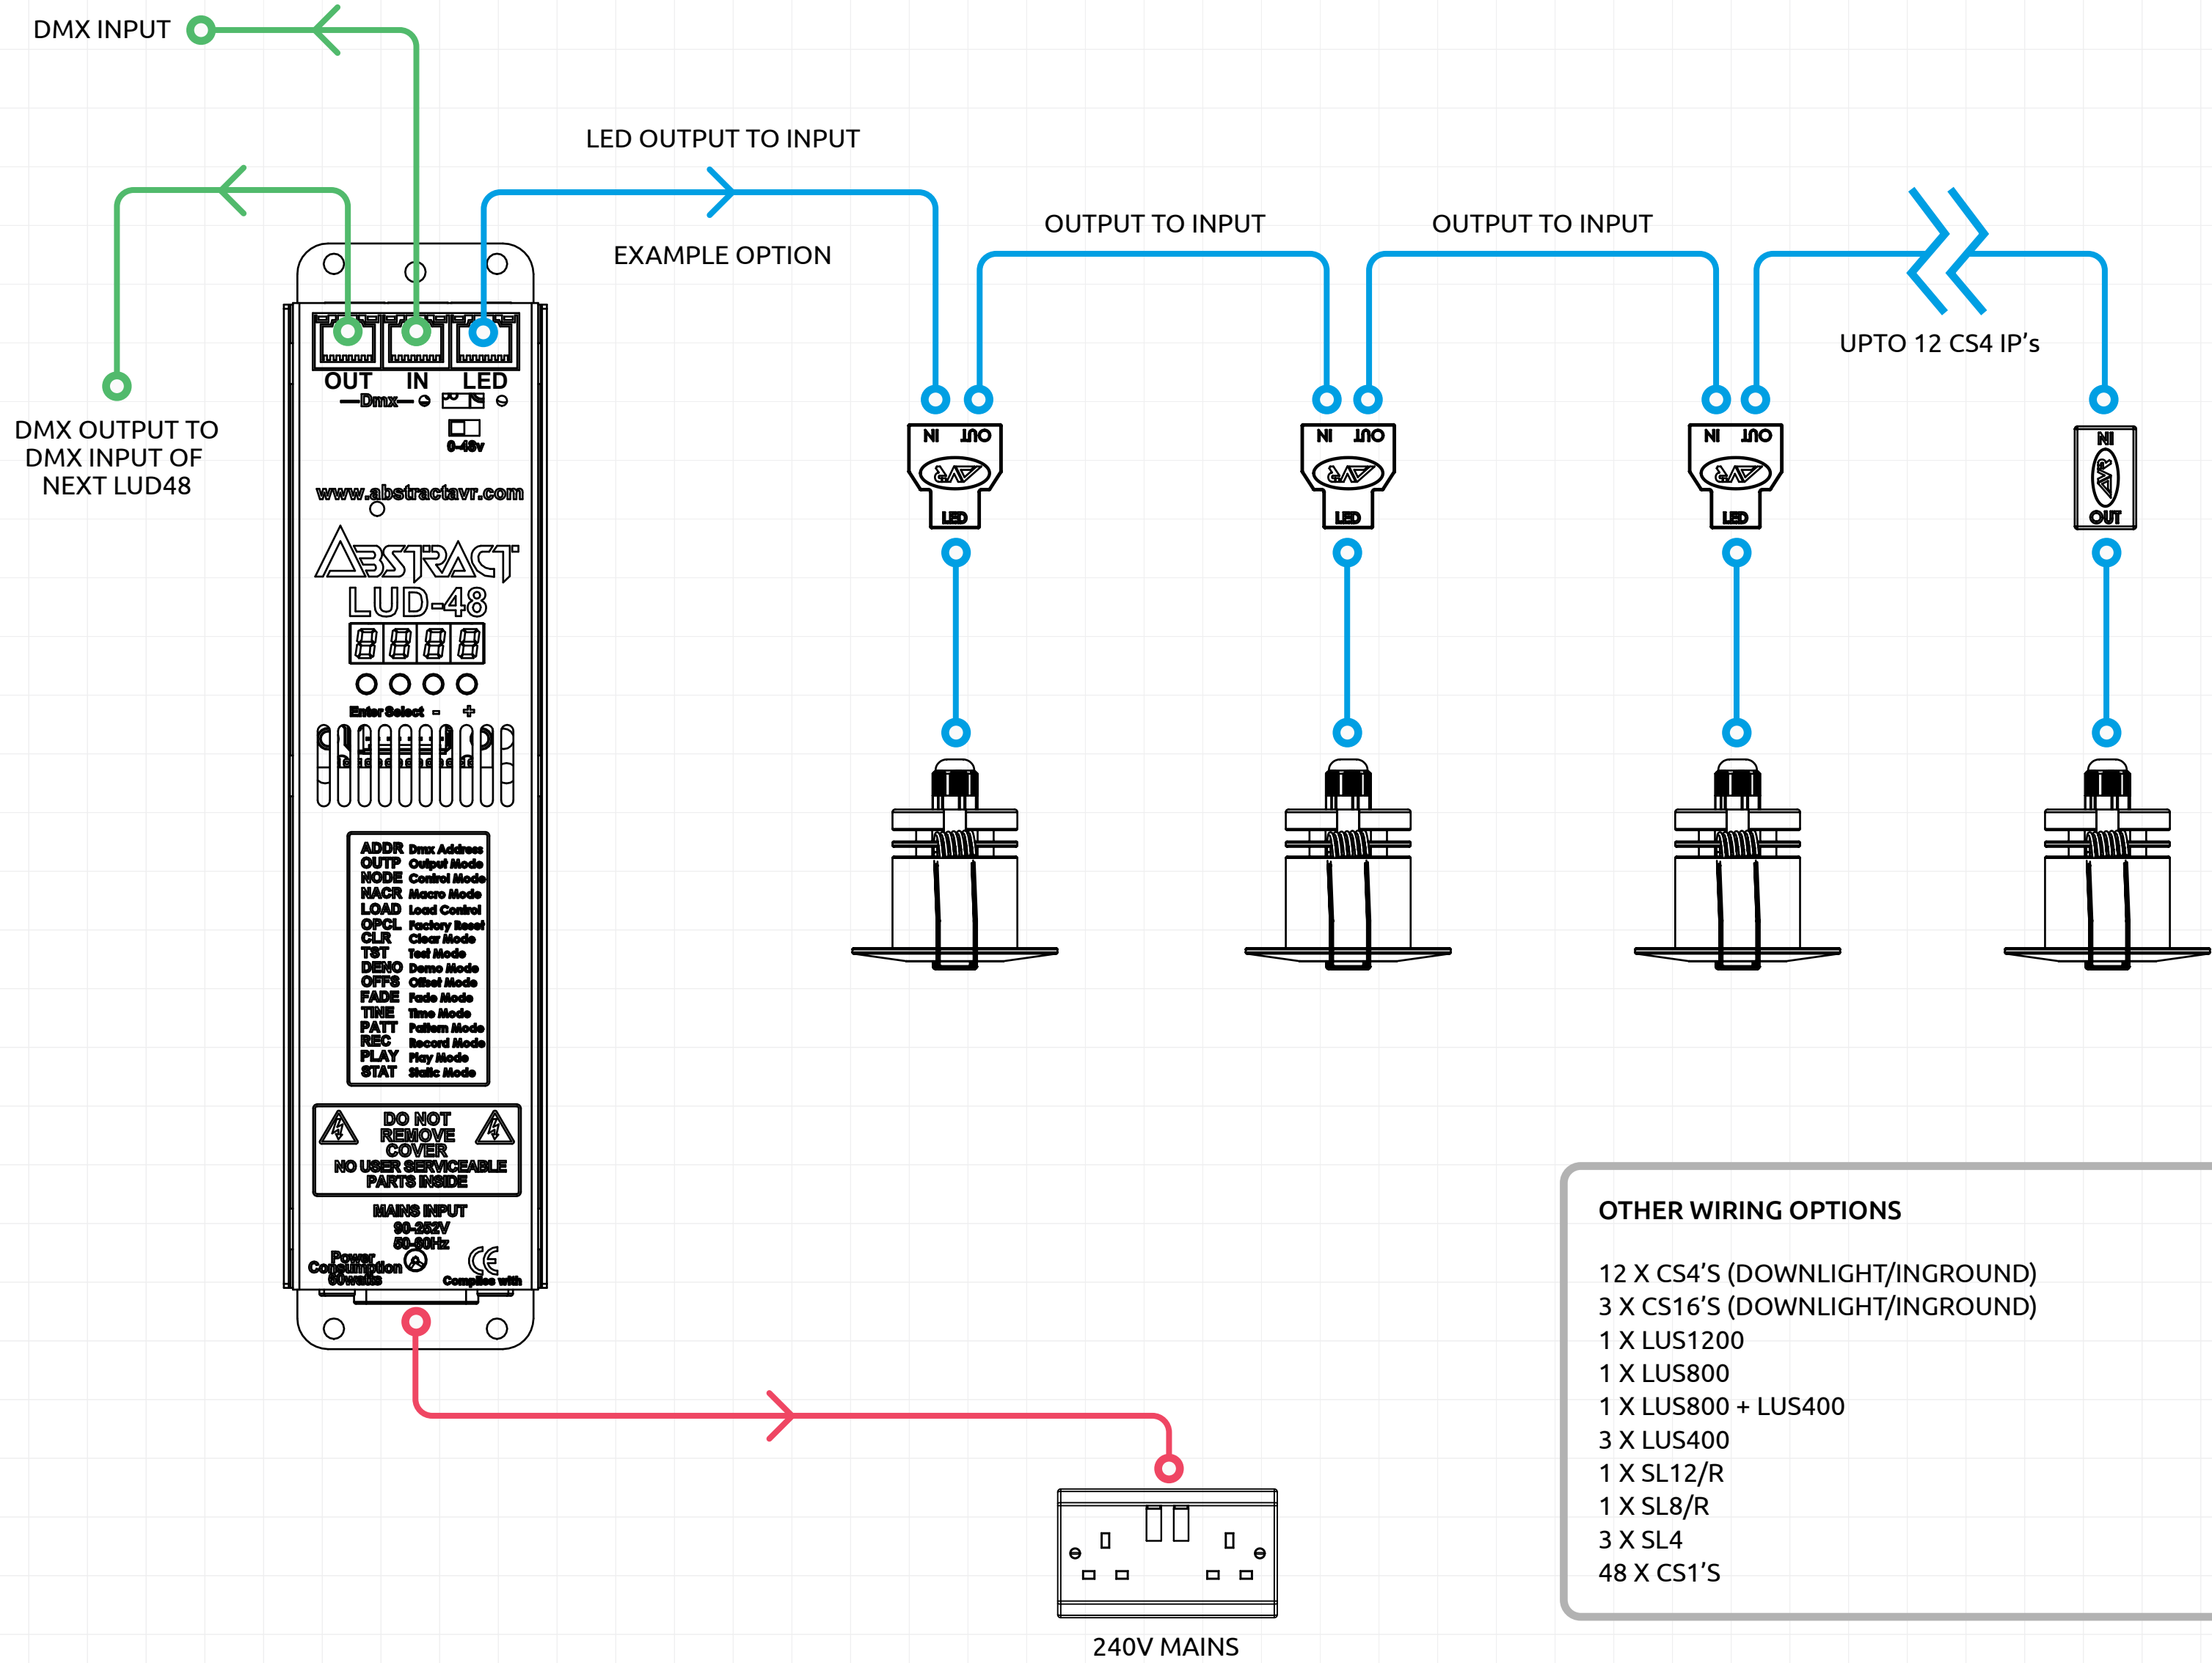 DMX INPUT
LED OUTPUT TO INPUT
EXAMPLE OPTION
OUTPUT TO INPUT
OUTPUT TO INPUT
UPTO 12 CS4 IP's
DMX OUTPUT TO
DMX INPUT OF
NEXT LUD48
OUT IN LED
Dmx
0-48v
www.abstractavr.com
ABSTRACT
LUD-48
8888
Enter Select - +
ADDR Dmx Address
OUTP Output Mode
NODE Control Mode
NACR Macro Mode
LOAD Load Control
OPCL Factory Reset
CLR Clear Mode
TST Test Mode
DENO Demo Mode
OFFS Offset Mode
FADE Fade Mode
TINE Time Mode
PATT Pattern Mode
REC Record Mode
PLAY Play Mode
STAT Static Mode
DO NOT
REMOVE
COVER
NO USER SERVICEABLE
PARTS INSIDE
MAINS INPUT
90-252V
50-60Hz
Power
Consumption
60watts
CE
Complies with
IN OUT
AVR
LED
IN OUT
AVR
LED
IN OUT
AVR
LED
IN
AVR
OUT
240V MAINS
OTHER WIRING OPTIONS
12 X CS4'S (DOWNLIGHT/INGROUND)
3 X CS16'S (DOWNLIGHT/INGROUND)
1 X LUS1200
1 X LUS800
1 X LUS800 + LUS400
3 X LUS400
1 X SL12/R
1 X SL8/R
3 X SL4
48 X CS1'S